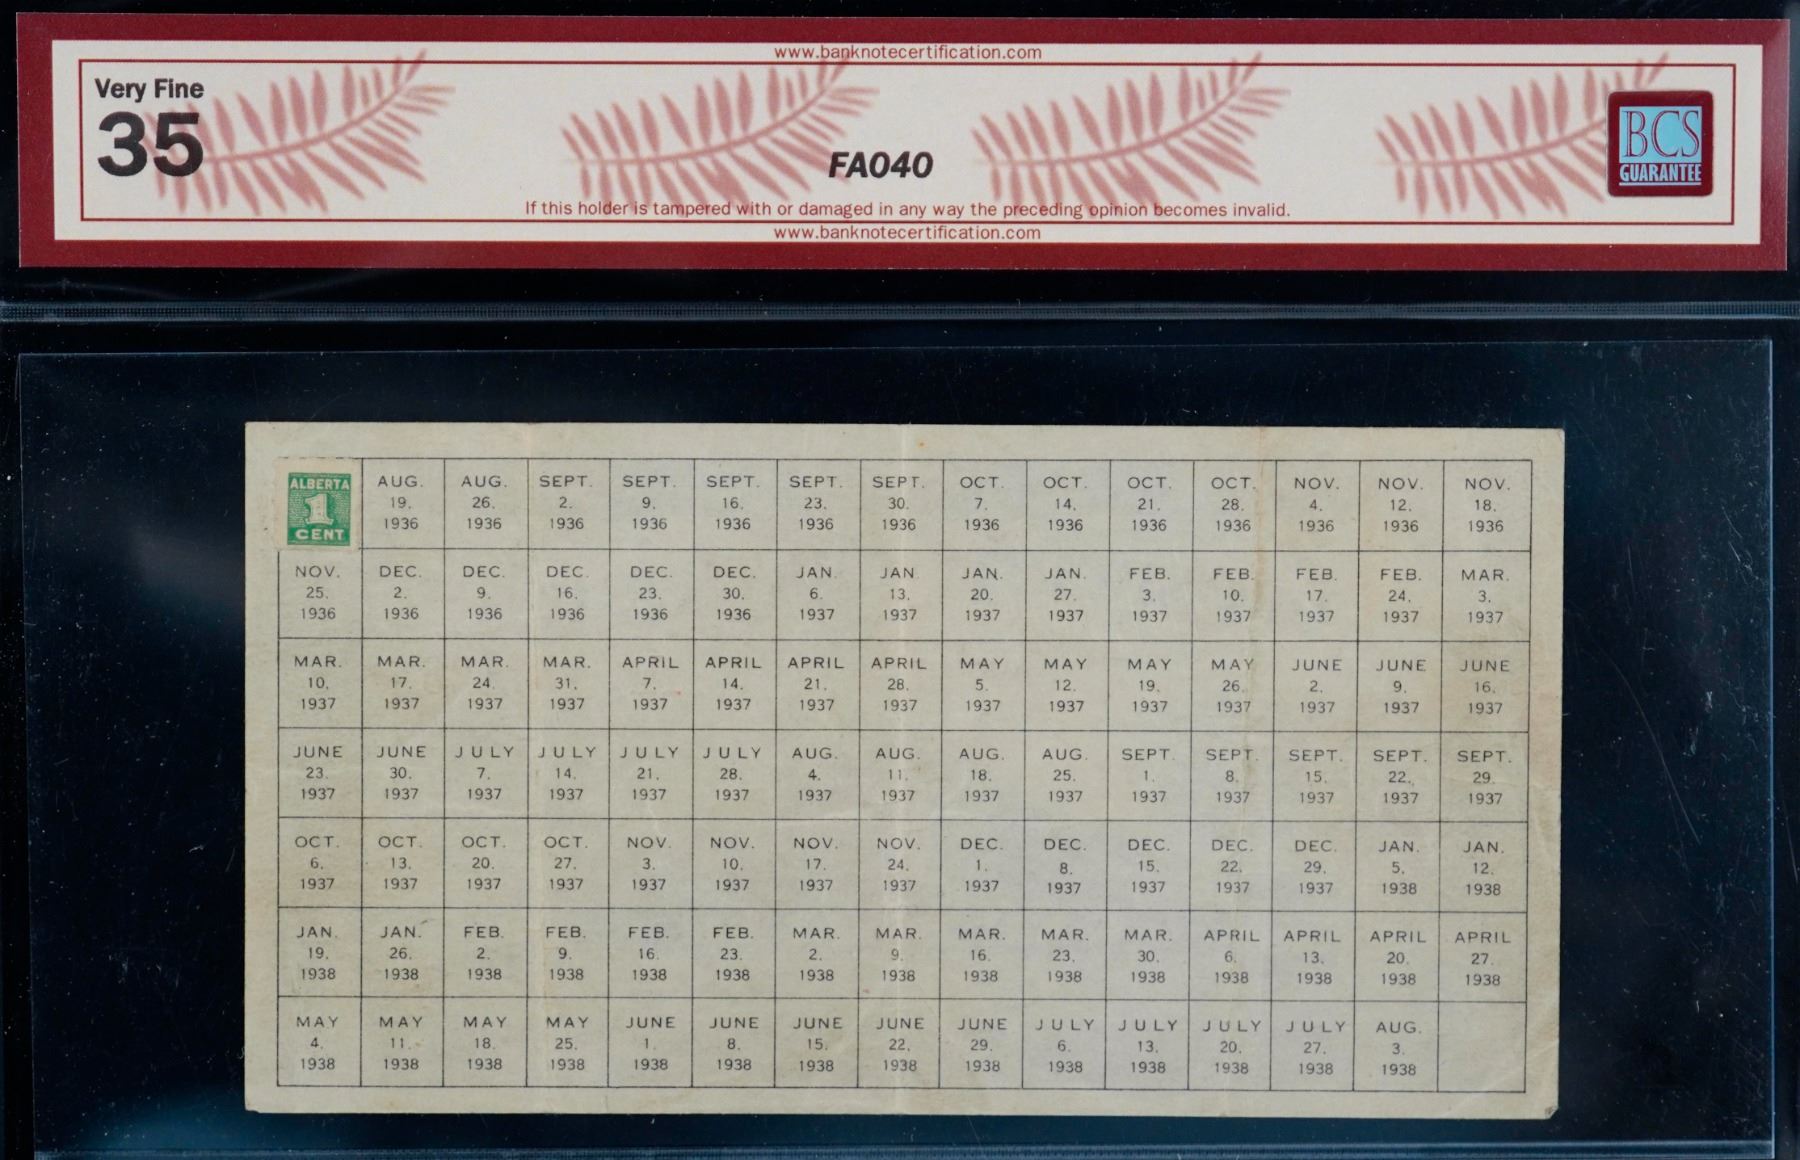 www.banknotecertification.com
Very Fine
35
FA040
BCS
GUARANTEE
If this holder is tampered with or damaged in any way the preceding opinion becomes invalid.
www.banknotecertification.com
ALBERTA
1
CENT
AUG. AUG. SEPT. SEPT. SEPT. SEPT. SEPT. OCT. OCT. OCT. OCT. NOV. NOV. NOV.
19. 26. 2. 9. 16. 23. 30. 7. 14. 21. 28. 4. 12. 18.
1936 1936 1936 1936 1936 1936 1936 1936 1936 1936 1936 1936 1936 1936
NOV. DEC. DEC. DEC. DEC. DEC. JAN. JAN. JAN. JAN. FEB. FEB. FEB. FEB. MAR.
25. 2. 9. 16. 23. 30. 6. 13. 20. 27. 3. 10. 17. 24. 3.
1936 1936 1936 1936 1936 1936 1937 1937 1937 1937 1937 1937 1937 1937 1937
MAR. MAR. MAR. MAR. APRIL APRIL APRIL APRIL MAY MAY MAY MAY JUNE JUNE JUNE
10. 17. 24. 31. 7. 14. 21. 28. 5. 12. 19. 26. 2. 9. 16.
1937 1937 1937 1937 1937 1937 1937 1937 1937 1937 1937 1937 1937 1937 1937
JUNE JUNE JULY JULY JULY JULY AUG. AUG. AUG. AUG. SEPT. SEPT. SEPT. SEPT. SEPT.
23. 30. 7. 14. 21. 28. 4. 11. 18. 25. 1. 8. 15. 22. 29.
1937 1937 1937 1937 1937 1937 1937 1937 1937 1937 1937 1937 1937 1937 1937
OCT. OCT. OCT. OCT. NOV. NOV. NOV. NOV. DEC. DEC. DEC. DEC. DEC. JAN. JAN.
6. 13. 20. 27. 3. 10. 17. 24. 1. 8. 15. 22. 29. 5. 12.
1937 1937 1937 1937 1937 1937 1937 1937 1937 1937 1937 1937 1937 1938 1938
JAN. JAN. FEB. FEB. FEB. FEB. MAR. MAR. MAR. MAR. MAR. APRIL APRIL APRIL APRIL
19. 26. 2. 9. 16. 23. 2. 9. 16. 23. 30. 6. 13. 20. 27.
1938 1938 1938 1938 1938 1938 1938 1938 1938 1938 1938 1938 1938 1938 1938
MAY MAY MAY MAY JUNE JUNE JUNE JUNE JUNE JULY JULY JULY JULY AUG.
4. 11. 18. 25. 1. 8. 15. 22. 29. 6. 13. 20. 27. 3.
1938 1938 1938 1938 1938 1938 1938 1938 1938 1938 1938 1938 1938 1938